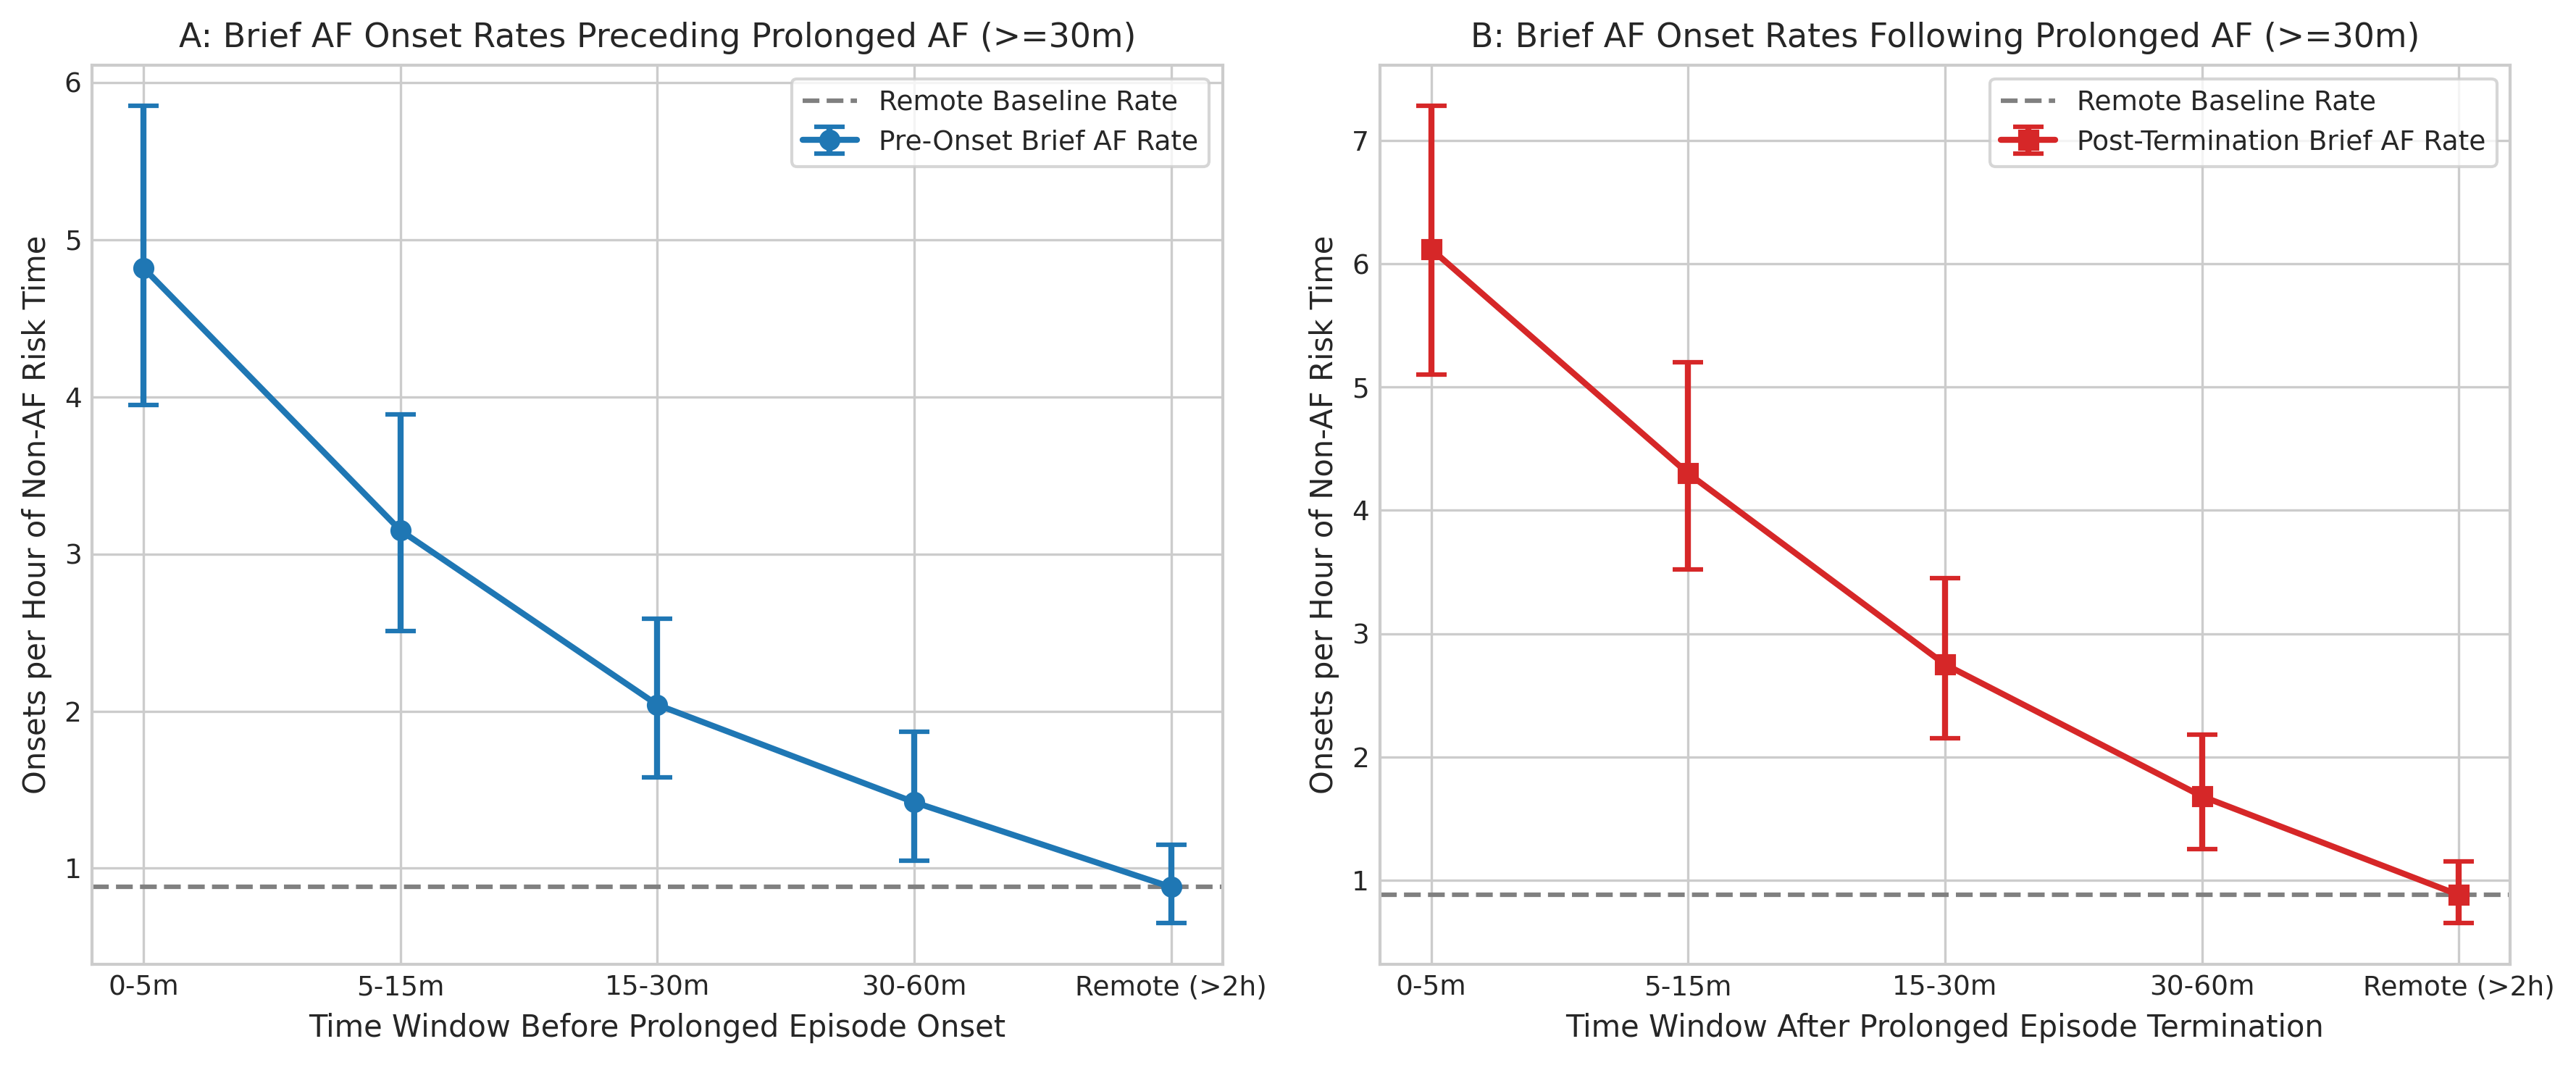 A: Brief AF Onset Rates Preceding Prolonged AF (>=30m)
Onsets per Hour of Non-AF Risk Time
6
5
4
3
2
1
Remote Baseline Rate
Pre-Onset Brief AF Rate
0-5m
5-15m
15-30m
30-60m
Remote (>2h)
Time Window Before Prolonged Episode Onset
B: Brief AF Onset Rates Following Prolonged AF (>=30m)
Onsets per Hour of Non-AF Risk Time
7
6
5
4
3
2
1
Remote Baseline Rate
Post-Termination Brief AF Rate
0-5m
5-15m
15-30m
30-60m
Remote (>2h)
Time Window After Prolonged Episode Termination